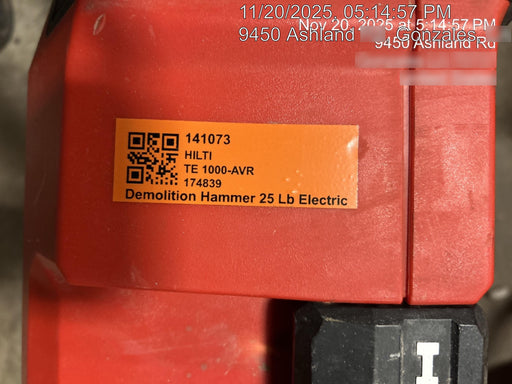 11/20/2025, 05:14:57 PM
Nov 20, 2025 at 5:14:57 PM
9450 Ashland Gonzales
9450 Ashland Rd
141073
HILTI
TE 1000-AVR
174839
Demolition Hammer 25 Lb Electric
H